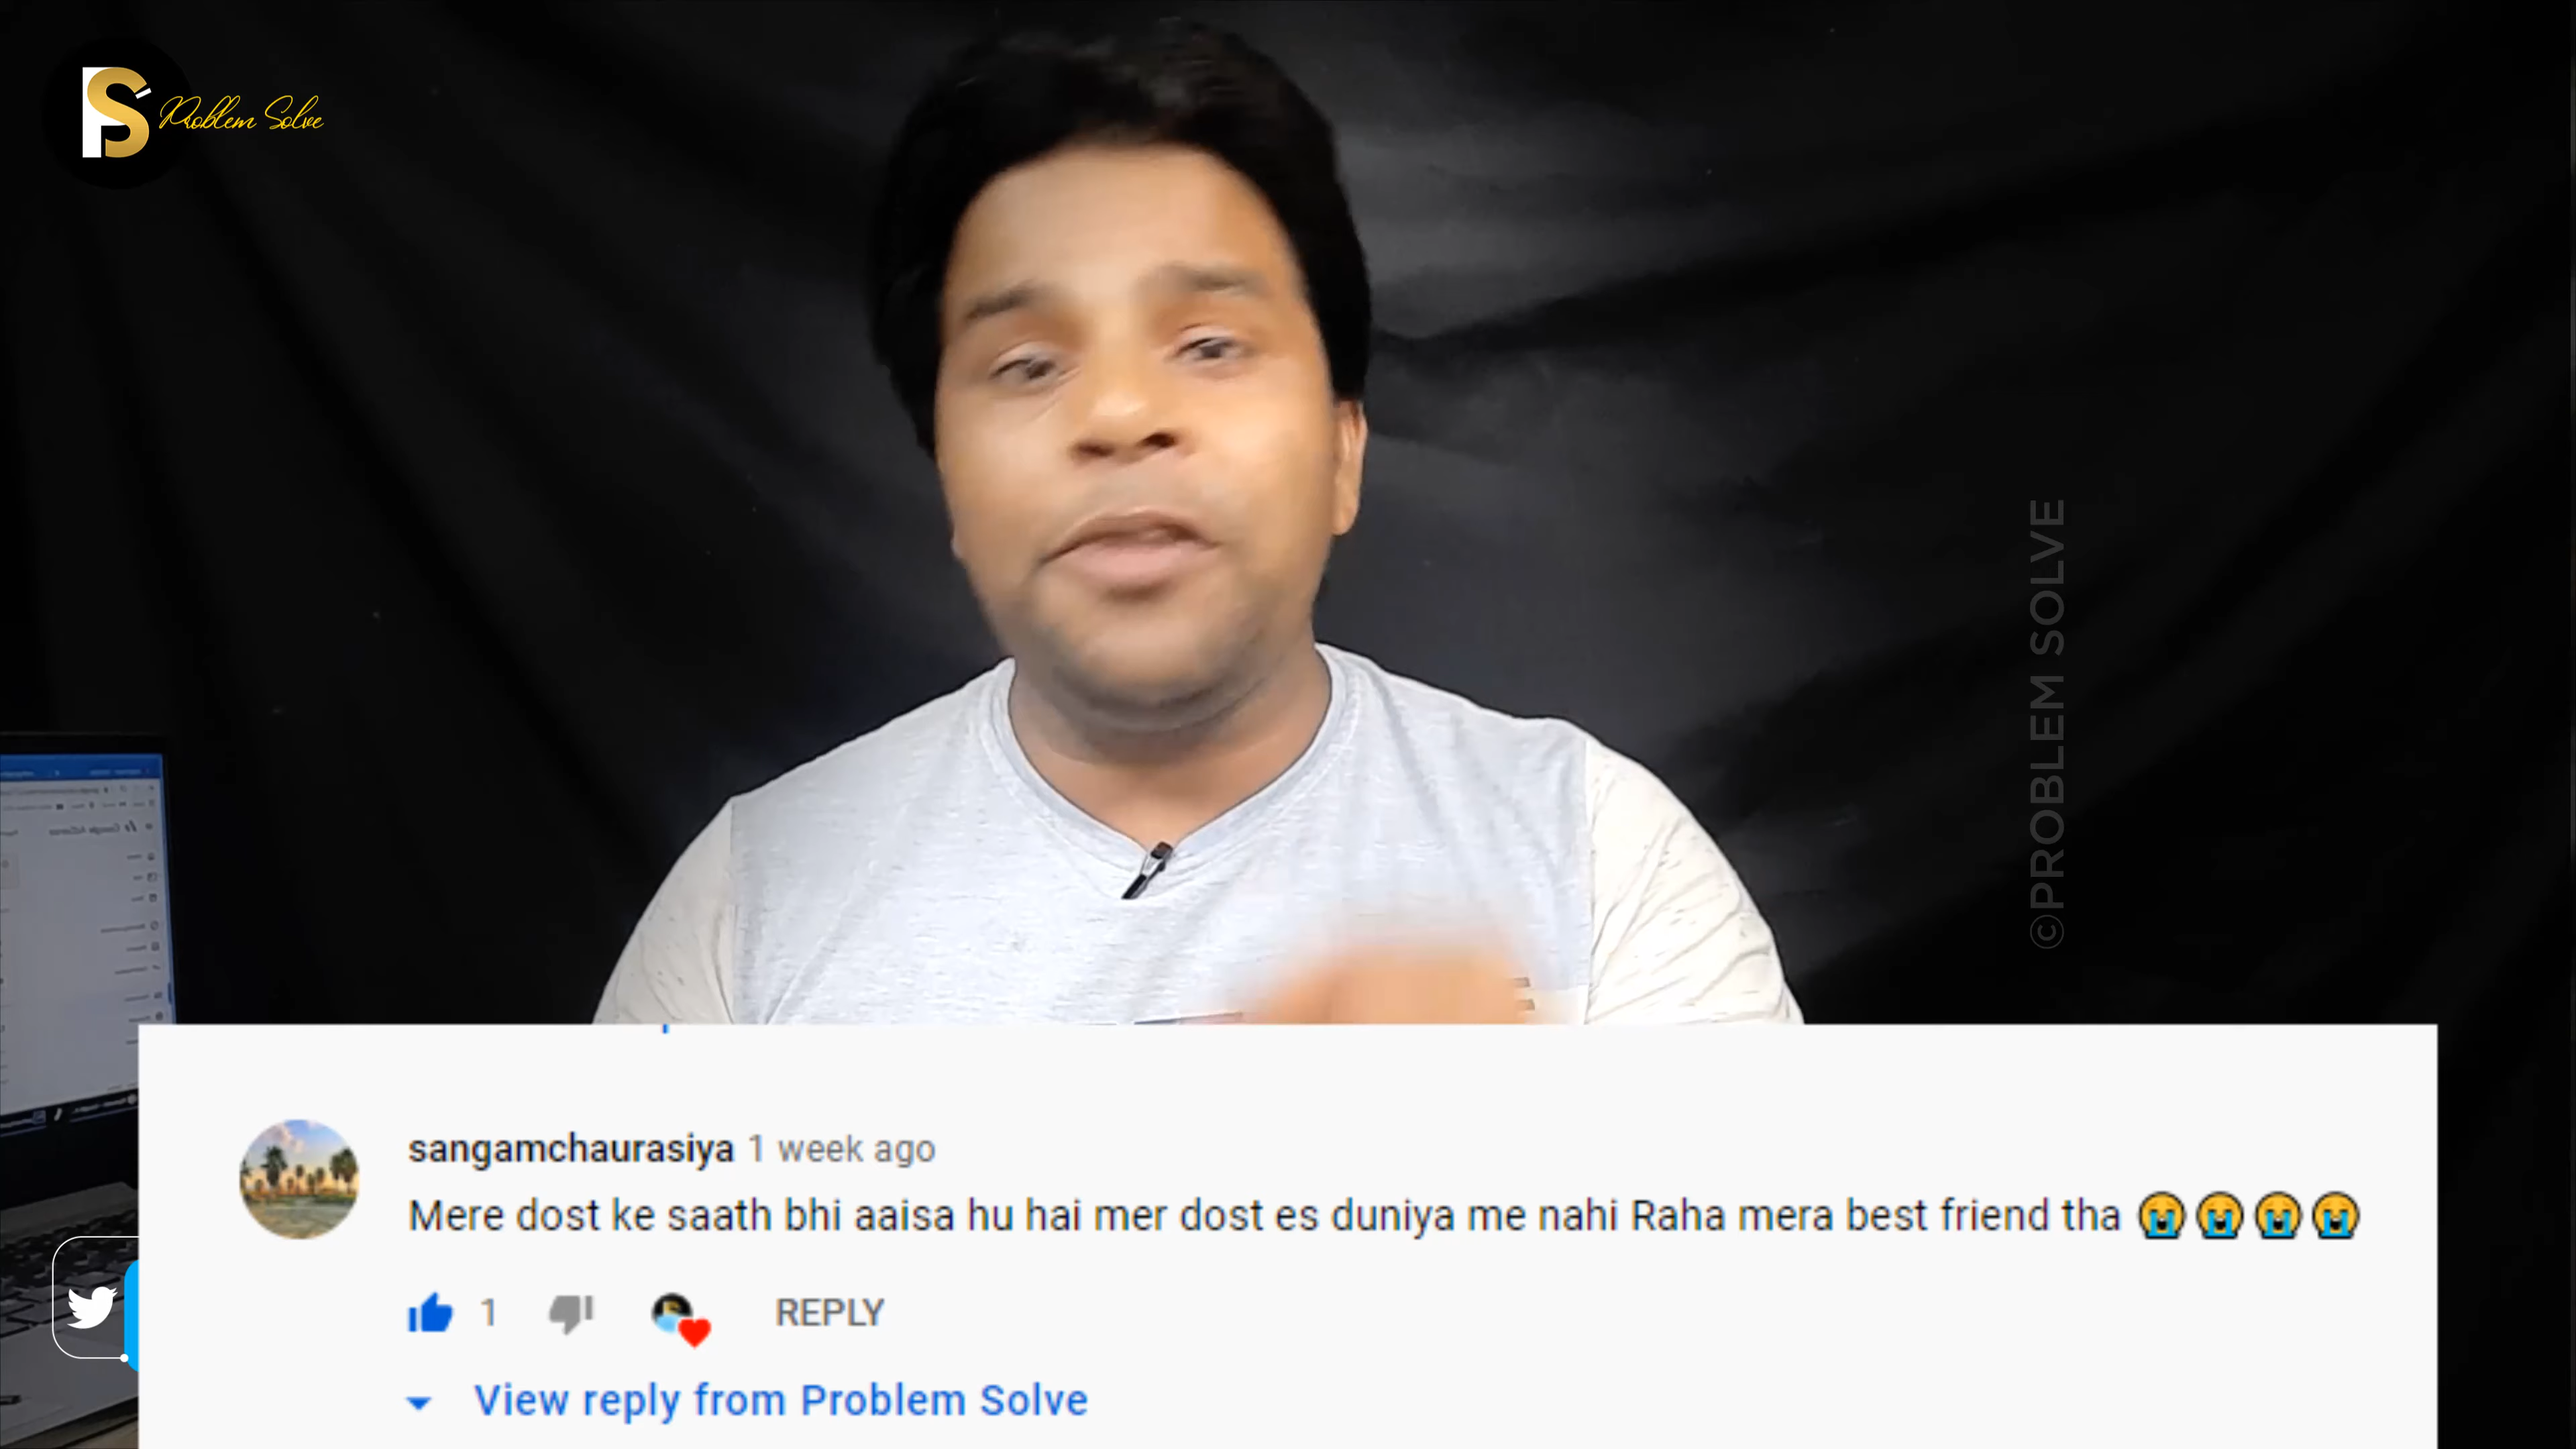 PS Problem Solve
©PROBLEM SOLVE
sangamchaurasiya 1 week ago
Mere dost ke saath bhi aaisa hu hai mer dost es duniya me nahi Raha mera best friend tha 😭😭😭😭
1 REPLY
View reply from Problem Solve